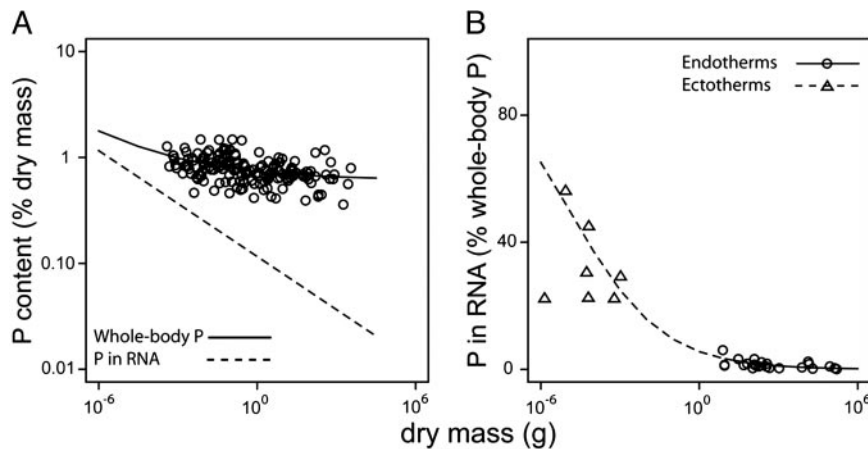 A
P content (% dry mass)
10
1
0.10
0.01
Whole-body P
P in RNA
10-6
100
106
B
P in RNA (% whole-body P)
80
40
0
Endotherms
Ectotherms
10-6
100
106
dry mass (g)